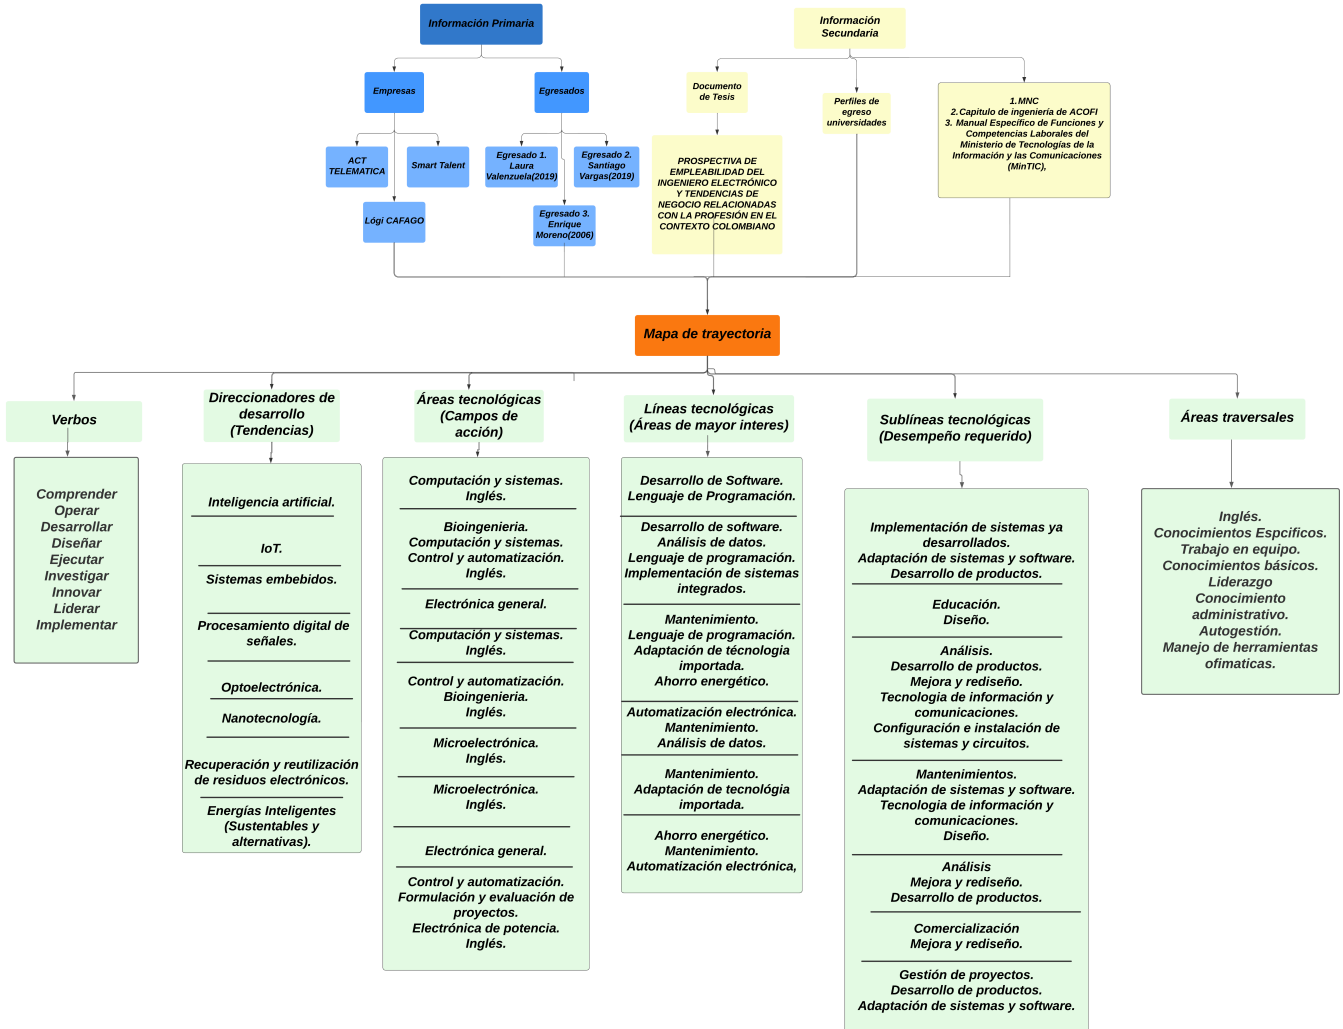 Información Primaria
Información
Secundaria
Empresas
Egresados
Documento
de Tesis
Perfiles de
egreso
universidades
1. MNC
2. Capitulo de ingeniería de ACOFI
3. Manual Específico de Funciones y
Competencias Laborales del
Ministerio de Tecnologías de la
Información y las Comunicaciones
(MinTIC),
ACT
TELEMATICA
Smart Talent
Lógi CAFAGO
Egresado 1.
Laura
Valenzuela(2019)
Egresado 2.
Santiago
Vargas(2019)
Egresado 3.
Enrique
Moreno(2006)
PROSPECTIVA DE
EMPLEABILIDAD DEL
INGENIERO ELECTRÓNICO
Y TENDENCIAS DE
NEGOCIO RELACIONADAS
CON LA PROFESIÓN EN EL
CONTEXTO COLOMBIANO
Mapa de trayectoria
Verbos
Comprender
Operar
Desarrollar
Diseñar
Ejecutar
Investigar
Innovar
Liderar
Implementar
Direccionadores de
desarrollo
(Tendencias)
Inteligencia artificial.
IoT.
Sistemas embebidos.
Procesamiento digital de
señales.
Optoelectrónica.
Nanotecnología.
Recuperación y reutilización
de residuos electrónicos.
Energías Inteligentes
(Sustentables y
alternativas).
Áreas tecnológicas
(Campos de
acción)
Computación y sistemas.
Inglés.
Bioingenieria.
Computación y sistemas.
Control y automatización.
Inglés.
Electrónica general.
Computación y sistemas.
Inglés.
Control y automatización.
Bioingenieria.
Inglés.
Microelectrónica.
Inglés.
Microelectrónica.
Inglés.
Electrónica general.
Control y automatización.
Formulación y evaluación de
proyectos.
Electrónica de potencia.
Inglés.
Líneas tecnológicas
(Áreas de mayor interes)
Desarrollo de Software.
Lenguaje de Programación.
Desarrollo de software.
Análisis de datos.
Lenguaje de programación.
Implementación de sistemas
integrados.
Mantenimiento.
Lenguaje de programación.
Adaptación de técnologia
importada.
Ahorro energético.
Automatización electrónica.
Mantenimiento.
Análisis de datos.
Mantenimiento.
Adaptación de tecnológia
importada.
Ahorro energético.
Mantenimiento.
Automatización electrónica,
Sublíneas tecnológicas
(Desempeño requerido)
Implementación de sistemas ya
desarrollados.
Adaptación de sistemas y software.
Desarrollo de productos.
Educación.
Diseño.
Análisis.
Desarrollo de productos.
Mejora y rediseño.
Tecnologia de información y
comunicaciones.
Configuración e instalación de
sistemas y circuitos.
Mantenimientos.
Adaptación de sistemas y software.
Tecnologia de información y
comunicaciones.
Diseño.
Análisis
Mejora y rediseño.
Desarrollo de productos.
Comercialización
Mejora y rediseño.
Gestión de proyectos.
Desarrollo de productos.
Adaptación de sistemas y software.
Áreas traversales
Inglés.
Conocimientos Espcificos.
Trabajo en equipo.
Conocimientos básicos.
Liderazgo
Conocimiento
administrativo.
Autogestión.
Manejo de herramientas
ofimaticas.